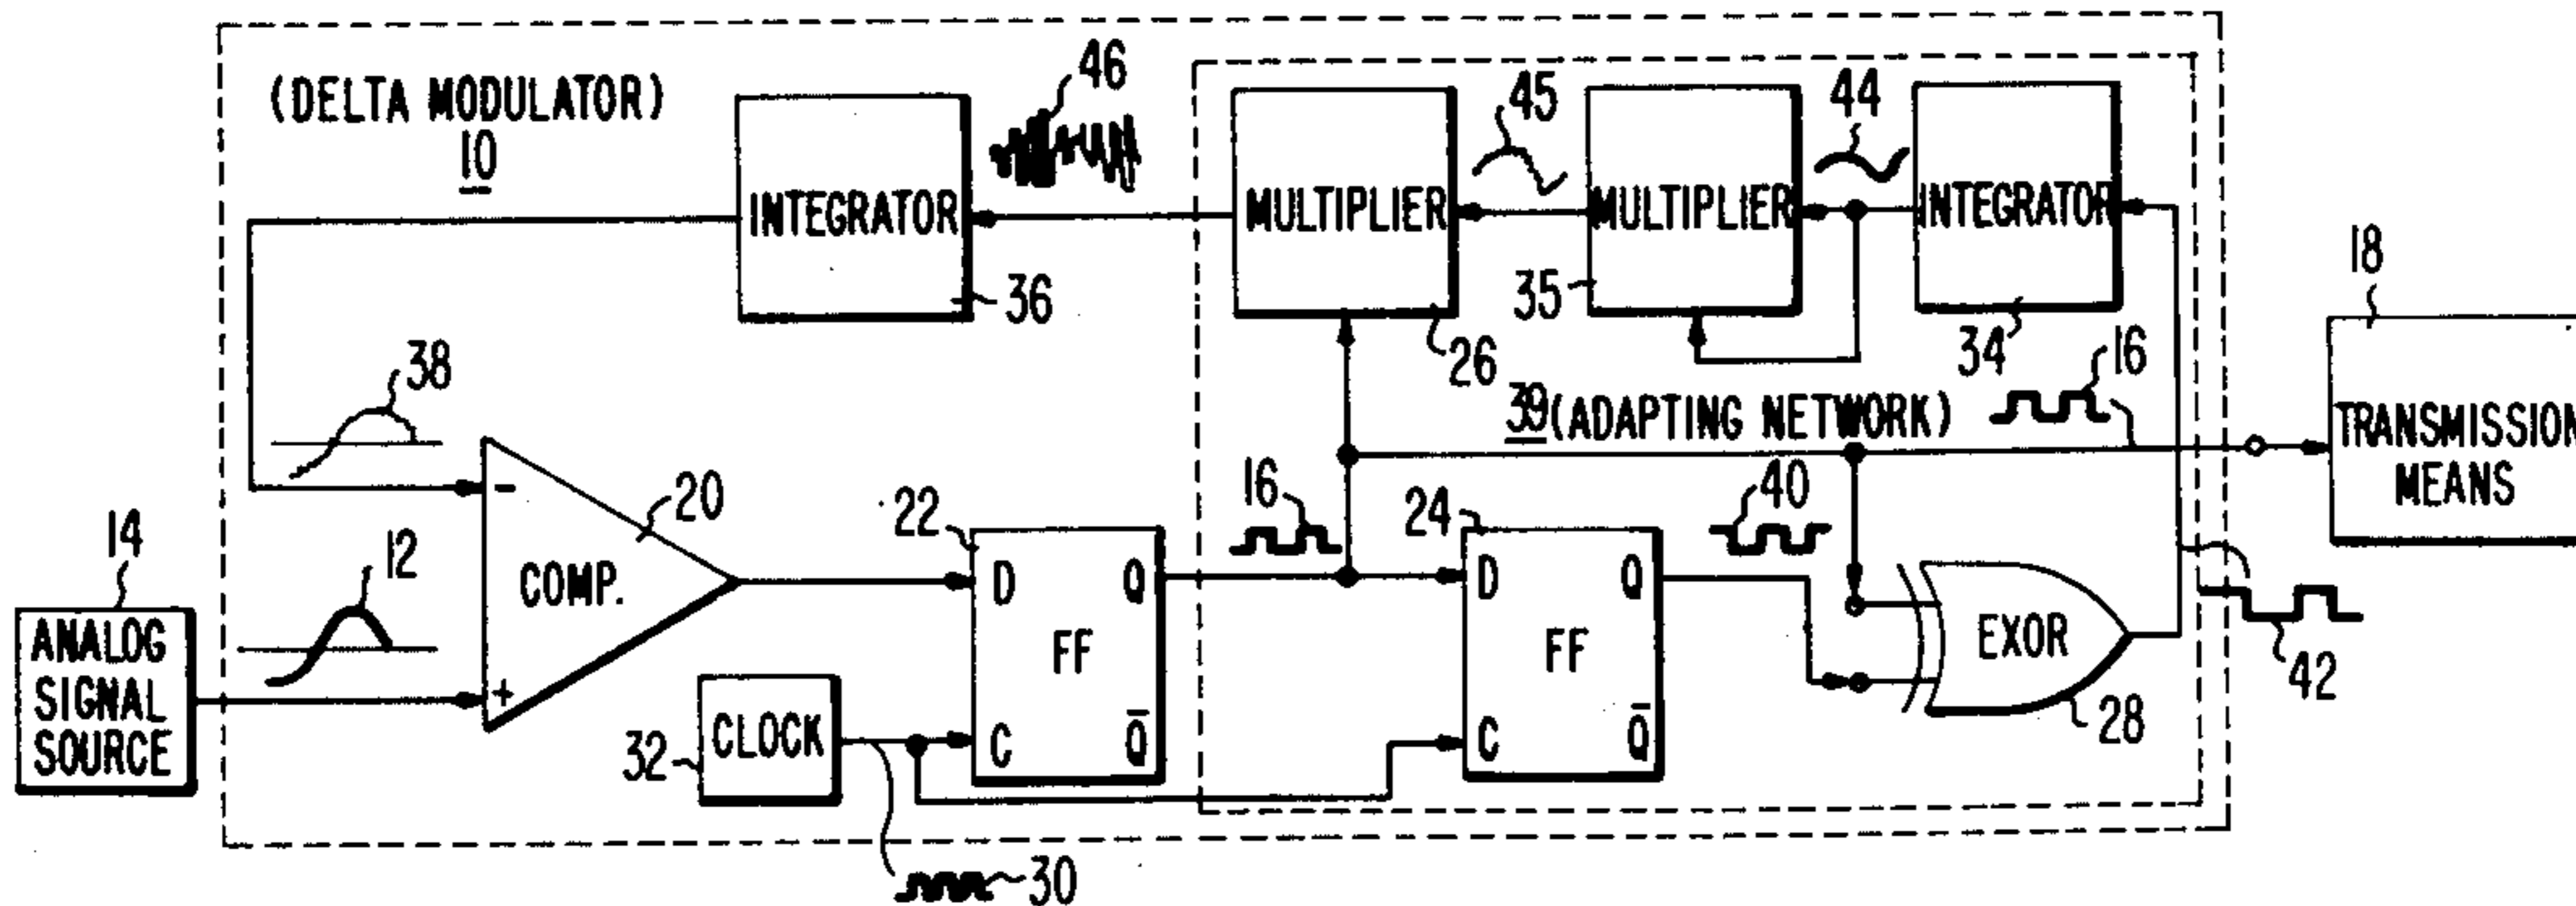 (DELTA MODULATOR)
10
46
45
44
INTEGRATOR
MULTIPLIER
MULTIPLIER
INTEGRATOR
36
26
35
34
16
18
38
39 (ADAPTING NETWORK)
TRANSMISSION
MEANS
14
12
20
22
16
24
40
ANALOG
SIGNAL
SOURCE
-
COMP.
+
D Q
FF
C Q̄
D Q
FF
C Q̄
EXOR
28
42
32
CLOCK
30